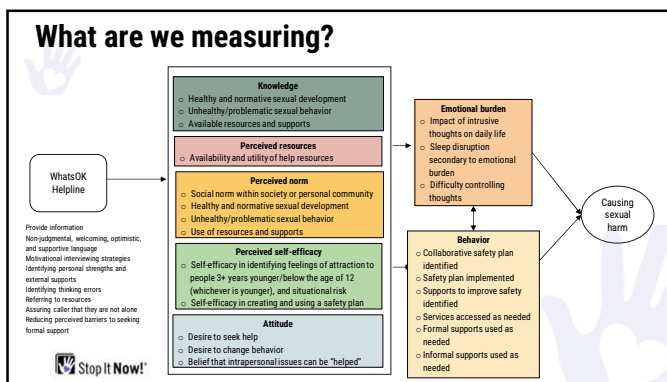 What are we measuring?
WhatsOK
Helpline
Provide information
Non-judgmental, welcoming, optimistic,
and supportive language
Motivational interviewing strategies
Identifying personal strengths and
external supports
Identifying thinking errors
Referring to resources
Assuring caller that they are not alone
Reducing perceived barriers to seeking
formal support
Stop It Now!®
Knowledge
o Healthy and normative sexual development
o Unhealthy/problematic sexual behavior
o Available resources and supports
Perceived resources
o Availability and utility of help resources
Perceived norm
o Social norm within society or personal community
o Healthy and normative sexual development
o Unhealthy/problematic sexual behavior
o Use of resources and supports
Perceived self-efficacy
o Self-efficacy in identifying feelings of attraction to
people 3+ years younger/below the age of 12
(whichever is younger), and situational risk
o Self-efficacy in creating and using a safety plan
Attitude
o Desire to seek help
o Desire to change behavior
o Belief that intrapersonal issues can be "helped"
Emotional burden
o Impact of intrusive
thoughts on daily life
o Sleep disruption
secondary to emotional
burden
o Difficulty controlling
thoughts
Behavior
o Collaborative safety plan
identified
o Safety plan implemented
o Supports to improve safety
identified
o Services accessed as needed
o Formal supports used as
needed
o Informal supports used as
needed
Causing
sexual
harm